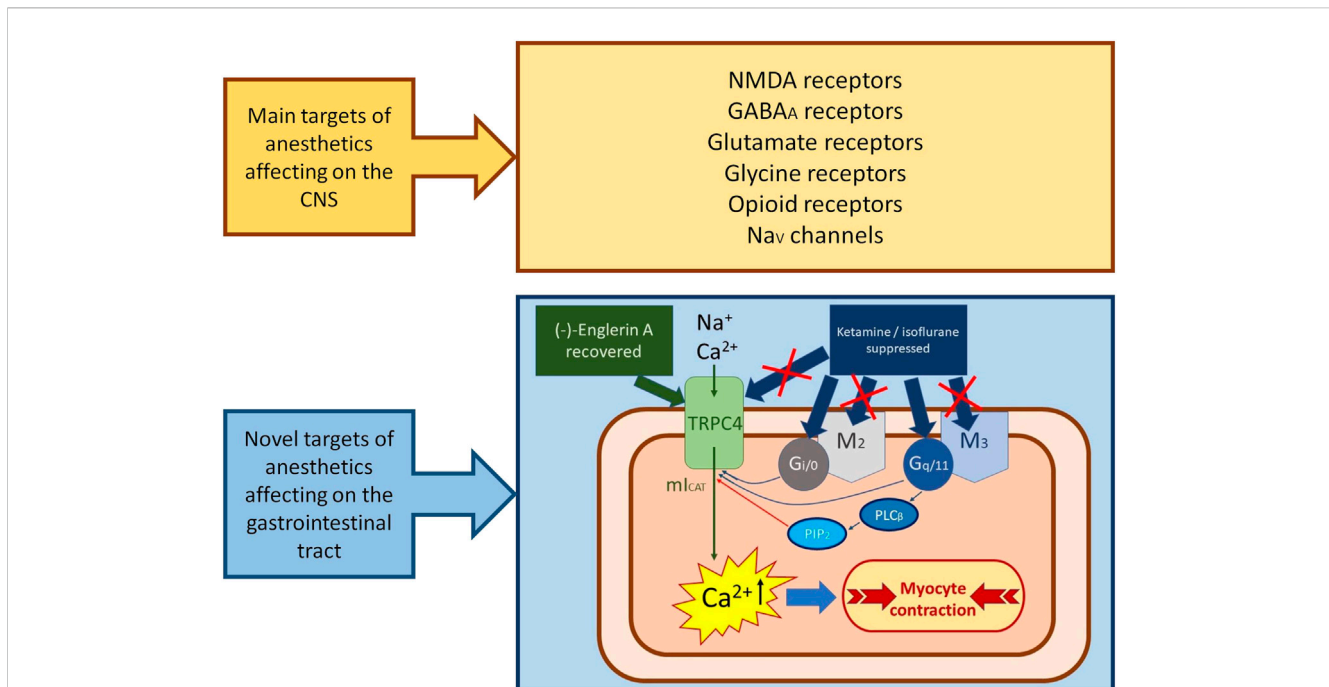 Main targets of
anesthetics
affecting on the
CNS
NMDA receptors
GABAA receptors
Glutamate receptors
Glycine receptors
Opioid receptors
Nav channels
Novel targets of
anesthetics
affecting on the
gastrointestinal
tract
(-)-Englerin A
recovered
Na⁺
Ca²⁺
Ketamine / isoflurane
suppressed
TRPC4
M₂
M₃
Gi/0
Gq/11
mICAT
PLCβ
PIP₂
Ca²⁺
Myocyte
contraction